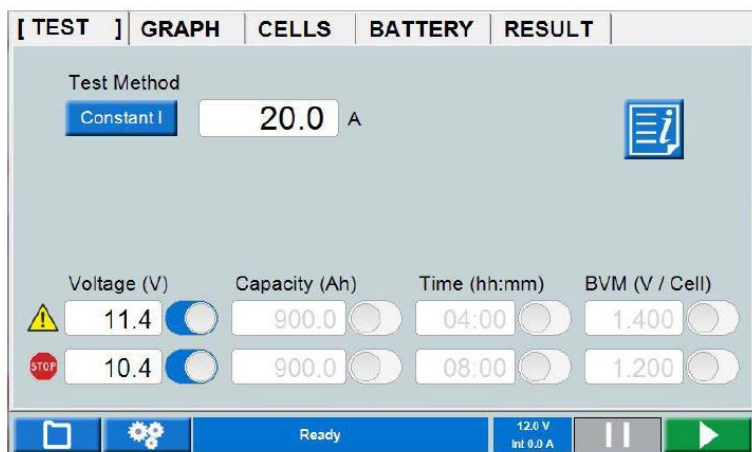 [ TEST ] GRAPH CELLS BATTERY RESULT
Test Method
Constant I 20.0 A
i
Voltage (V) Capacity (Ah) Time (hh:mm) BVM (V / Cell)
11.4 900.0 04:00 1.400
STOP 10.4 900.0 08:00 1.200
Ready 12.0 V
Int 0.0 A